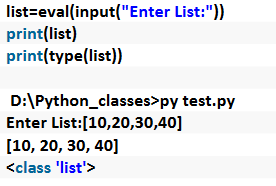 list=eval(input("Enter List:"))
print(list)
print(type(list))
D:\Python_classes>py test.py
Enter List:[10,20,30,40]
[10, 20, 30, 40]
<class 'list'>